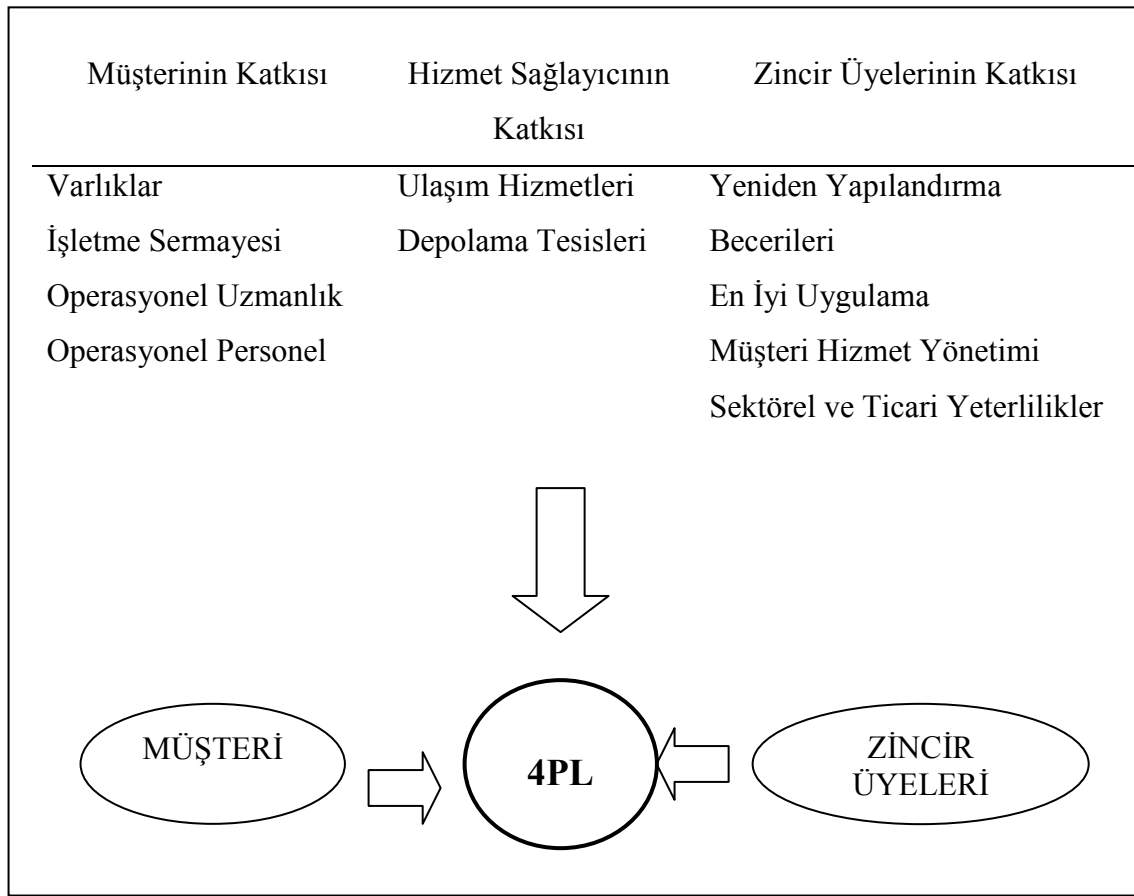 Müşterinin Katkısı
Hizmet Sağlayıcının
Katkısı
Zincir Üyelerinin Katkısı
Varlıklar
İşletme Sermayesi
Operasyonel Uzmanlık
Operasyonel Personel
Ulaşım Hizmetleri
Depolama Tesisleri
Yeniden Yapılandırma
Becerileri
En İyi Uygulama
Müşteri Hizmet Yönetimi
Sektörel ve Ticari Yeterlilikler
MÜŞTERİ
4PL
ZİNCİR
ÜYELERİ